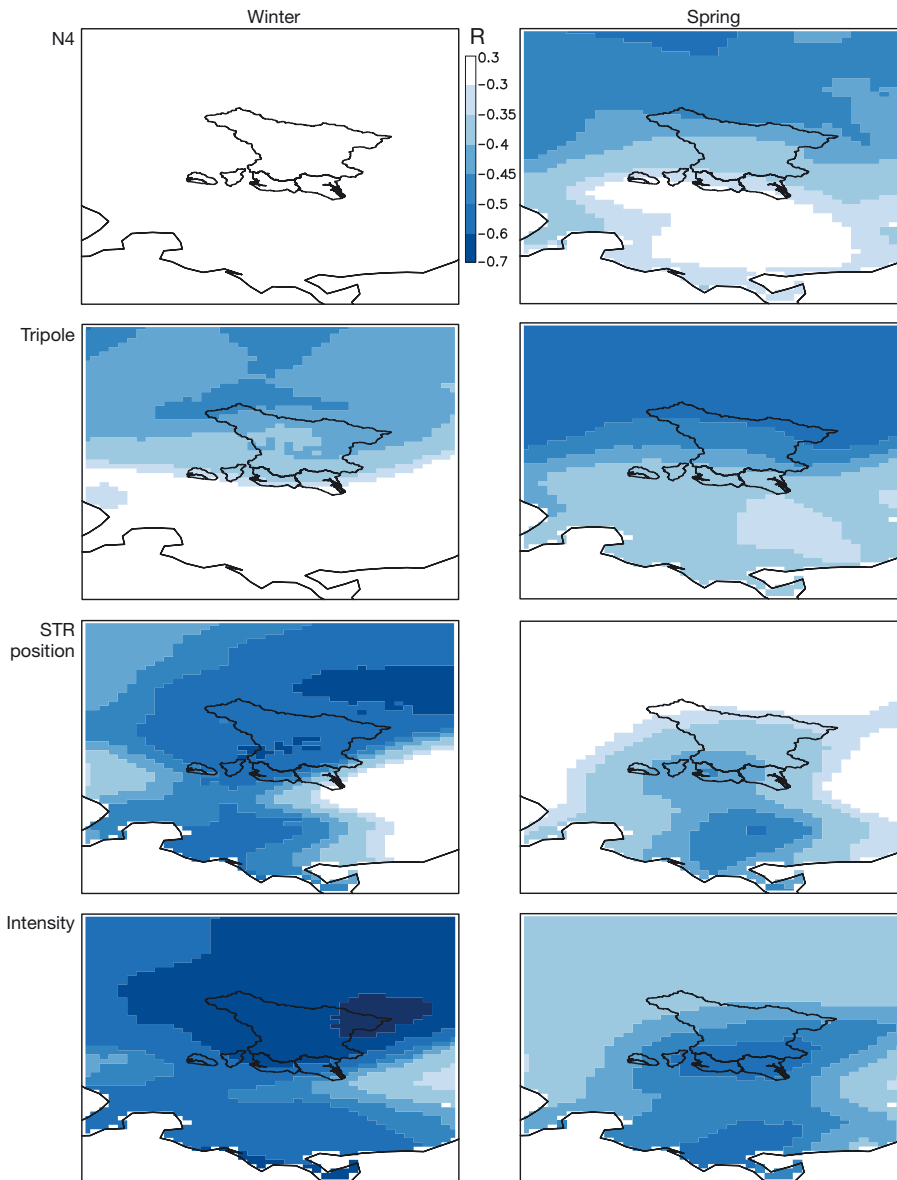 Winter
Spring
N4
R
0.3
-0.3
-0.35
-0.4
-0.45
-0.5
-0.6
-0.7
Tripole
STR
position
Intensity